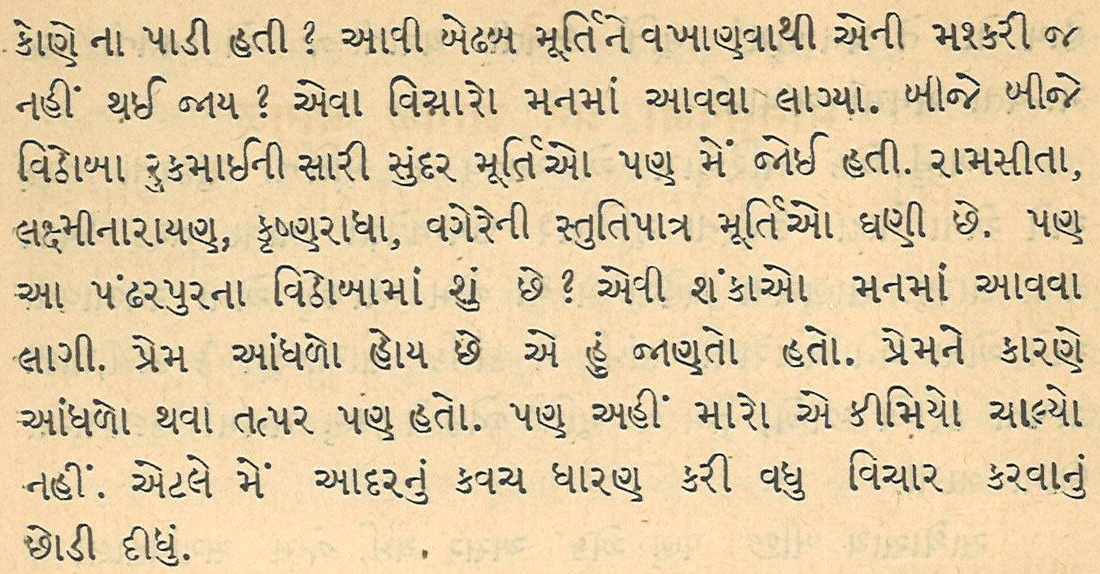 કોણે ના પાડી હતી? આવી બેઢબ મૂર્તિને વખાણવાથી એની મશ્કરી જ
નહીં થઈ જાય? એવા વિચારો મનમાં આવવા લાગ્યા. બીજે બીજે
વિઠોબા રુકમાઈની સારી સુંદર મૂર્તિઓ પણ મેં જોઈ હતી. રામસીતા,
લક્ષ્મીનારાયણ, કૃષ્ણરાધા, વગેરેની સ્તુતિપાત્ર મૂર્તિઓ ઘણી છે. પણ
આ પંઢરપુરના વિઠોબામાં શું છે? એવી શંકાઓ મનમાં આવવા
લાગી. પ્રેમ આંધળો હોય છે એ હું જાણતો હતો. પ્રેમને કારણે
આંધળો થવા તત્પર પણ હતો. પણ અહીં મારો એ કીમિયો ચાલ્યો
નહીં. એટલે મેં આદરનું કવચ ધારણ કરી વધુ વિચાર કરવાનું
છોડી દીધું.